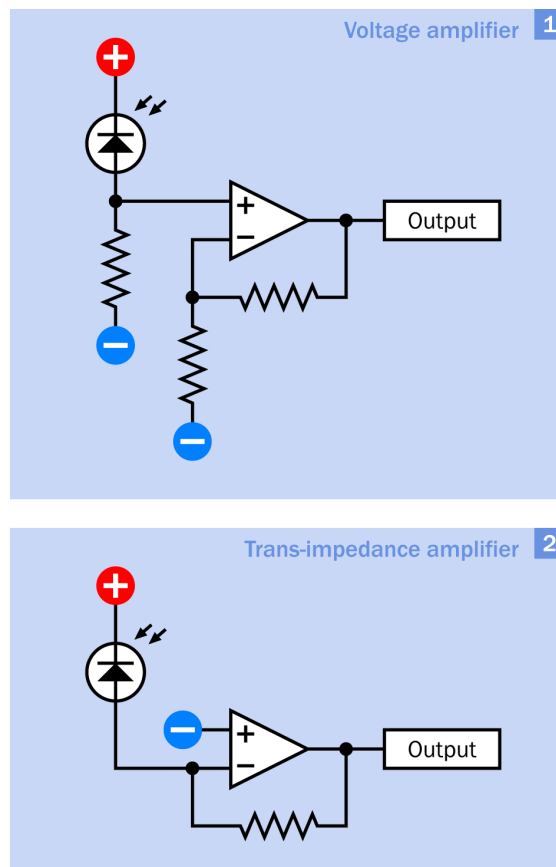 Voltage amplifier 1
+
+
−
Output
−
−
Trans-impedance amplifier 2
+
−
+
−
Output